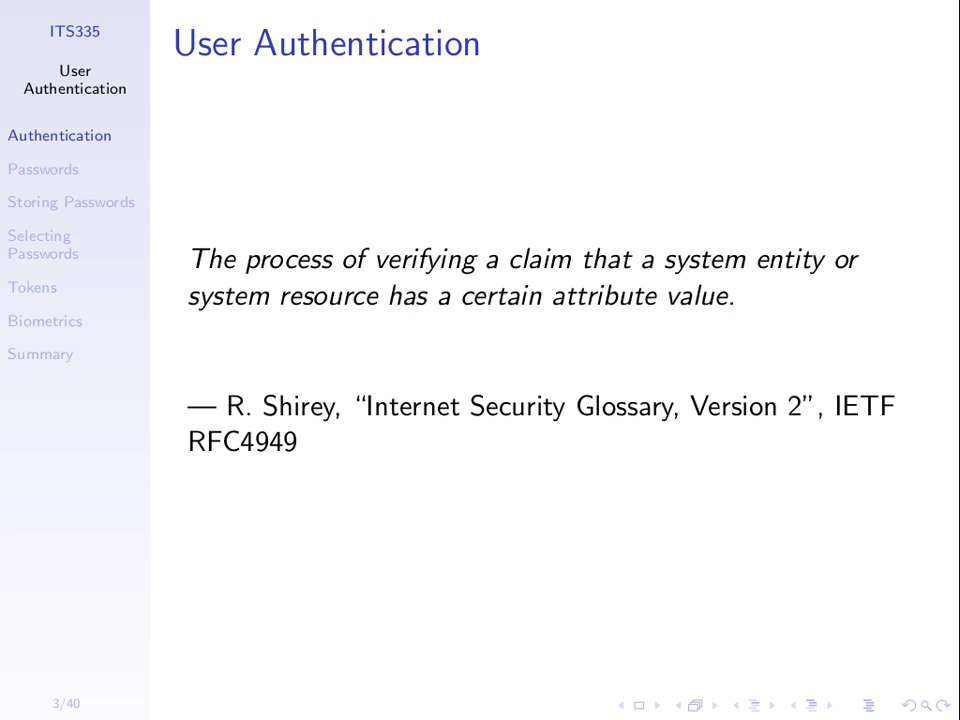 ITS335
User
Authentication
Authentication
Passwords
Storing Passwords
Selecting
Passwords
Tokens
Biometrics
Summary
3/40
User Authentication
The process of verifying a claim that a system entity or
system resource has a certain attribute value.
— R. Shirey, “Internet Security Glossary, Version 2”, IETF
RFC4949